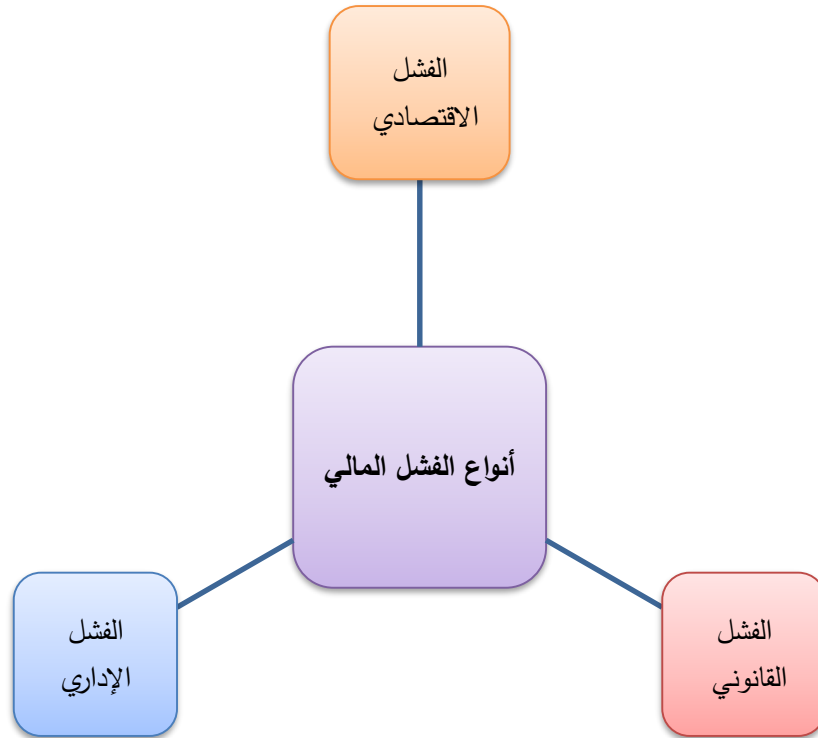 الفشل
الاقتصادي
أنواع الفشل المالي
الفشل
القانوني
الفشل
الإداري